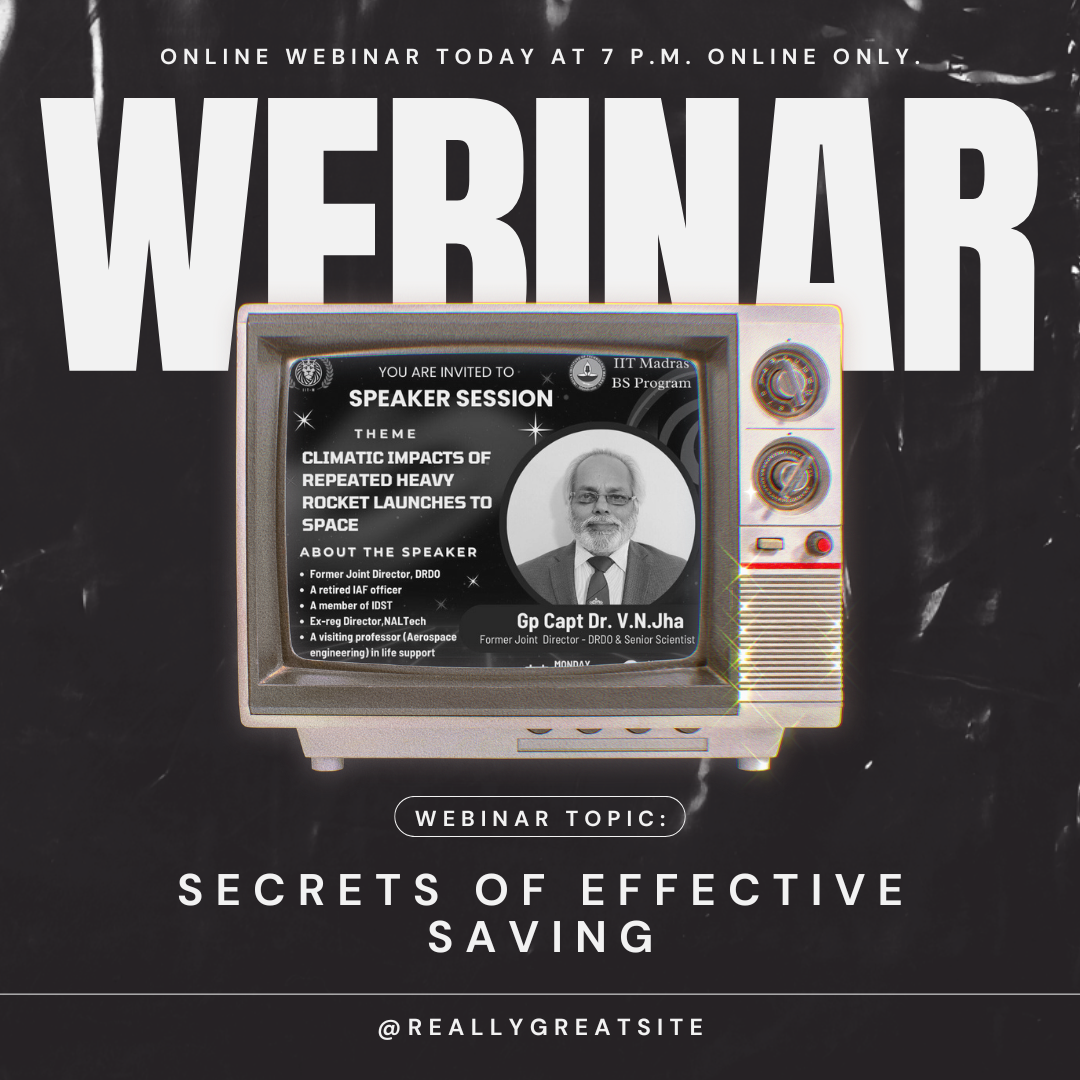 ONLINE WEBINAR TODAY AT 7 P.M. ONLINE ONLY.
WEBINAR
YOU ARE INVITED TO
SPEAKER SESSION
IIT Madras
BS Program
THEME
CLIMATIC IMPACTS OF
REPEATED HEAVY
ROCKET LAUNCHES TO
SPACE
ABOUT THE SPEAKER
• Former Joint Director, DRDO
• A retired IAF officer
• A member of IDST
• Ex-reg Director,NALTech
• A visiting professor (Aerospace
engineering) in life support
Gp Capt Dr. V.N.Jha
Former Joint Director - DRDO & Senior Scientist
MONDAY
WEBINAR TOPIC:
SECRETS OF EFFECTIVE
SAVING
@REALLYGREATSITE